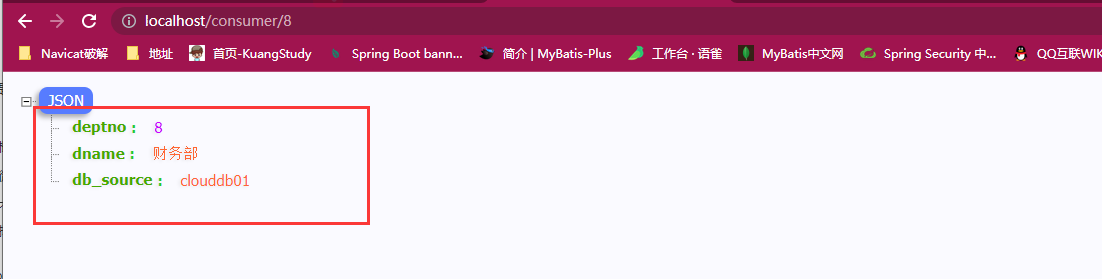 localhost/consumer/8
Navicat破解 地址 首页-KuangStudy Spring Boot bann... 简介 | MyBatis-Plus 工作台 · 语雀 MyBatis中文网 Spring Security 中... QQ互联WIK
JSON
deptno : 8
dname : 财务部
db_source : clouddb01